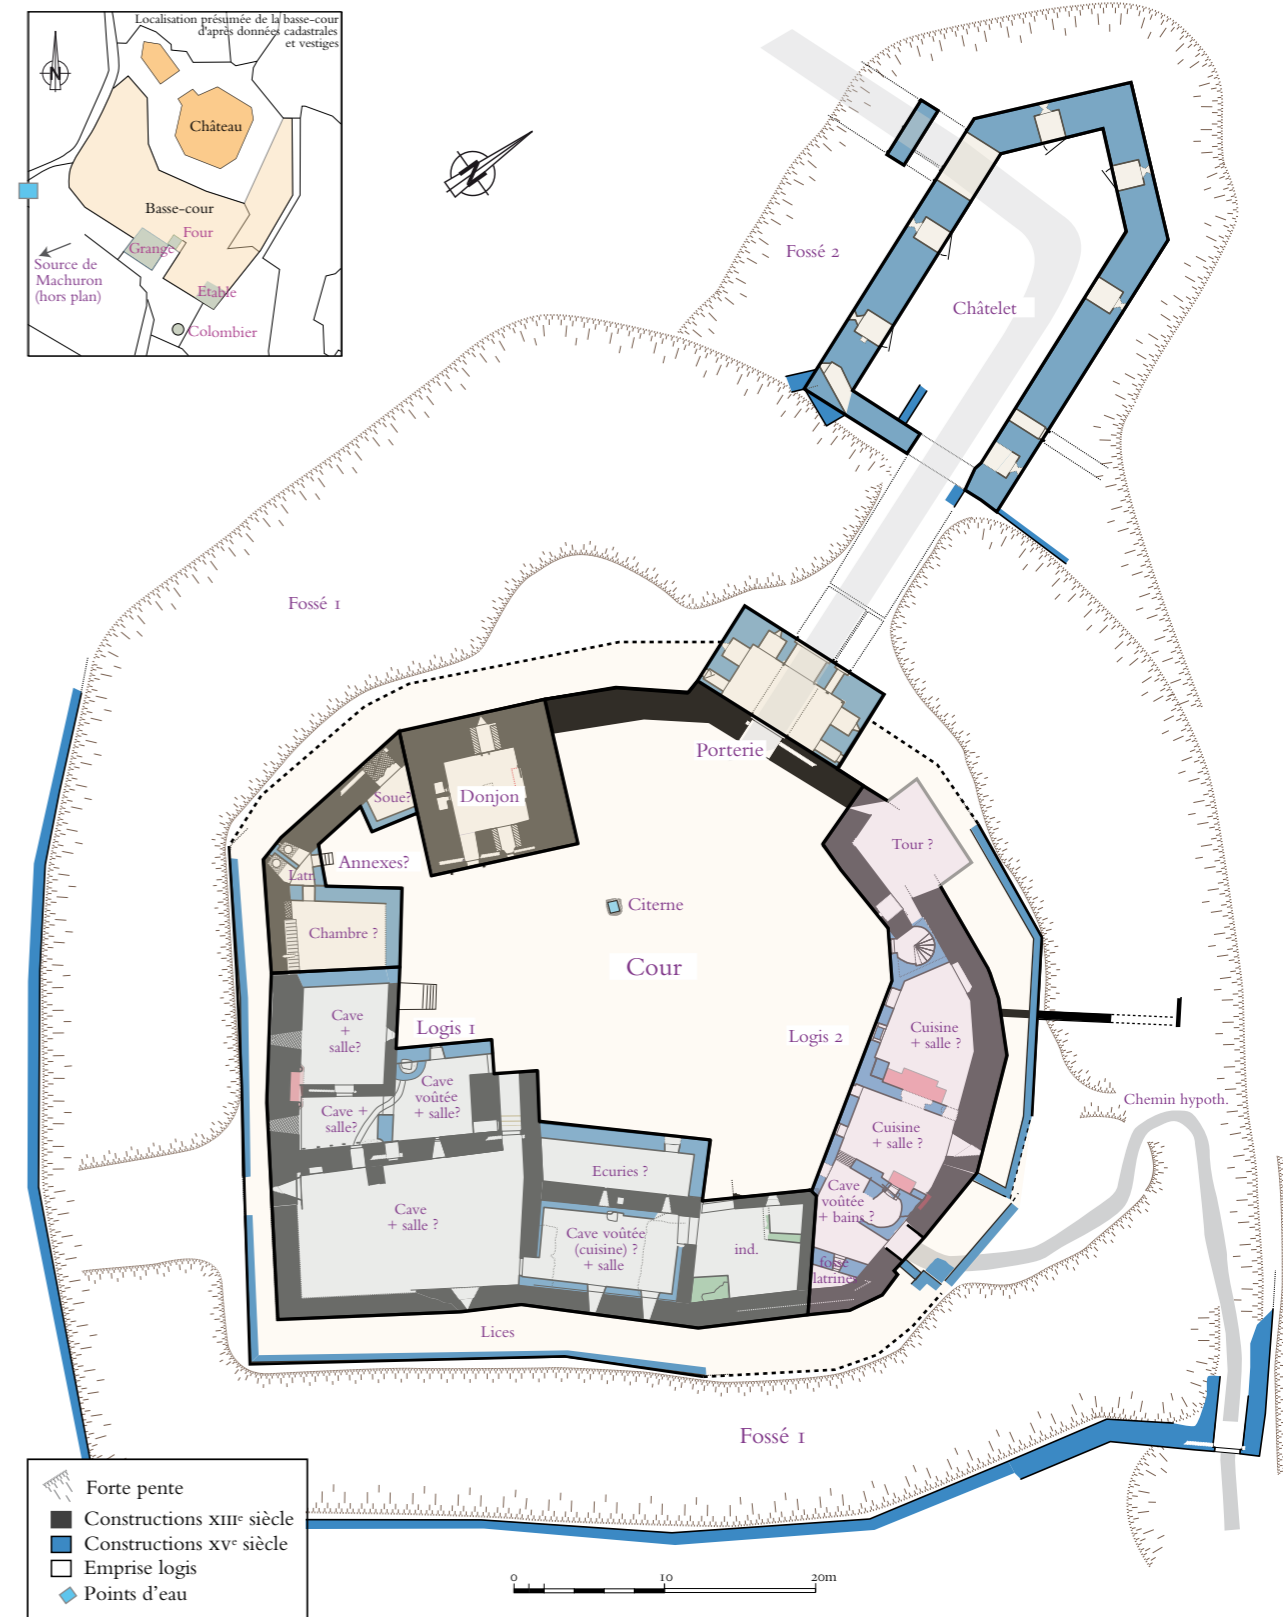 Localisation présumée de la basse-cour
d'après données cadastrales
et vestiges
N
Château
Basse-cour
Four
Grange
Source de
Machuron
(hors plan)
Etable
Colombier
N
Fossé 2
Châtelet
Fossé 1
Porterie
Soue?
Donjon
Tour ?
Annexes?
Latr.
Citerne
Chambre ?
Cour
Cave
+
salle?
Logis 1
Logis 2
Cuisine
+ salle ?
Cave
voûtée
+ salle?
Cave +
salle?
Chemin hypoth.
Cuisine
+ salle ?
Ecuries ?
Cave
voûtée
+ bains ?
Cave
+ salle ?
Cave voûtée
(cuisine) ?
+ salle
ind.
fosse
latrines
Lices
Fossé 1
Forte pente
Constructions XIIIe siècle
Constructions XVe siècle
Emprise logis
Points d'eau
0 10 20m